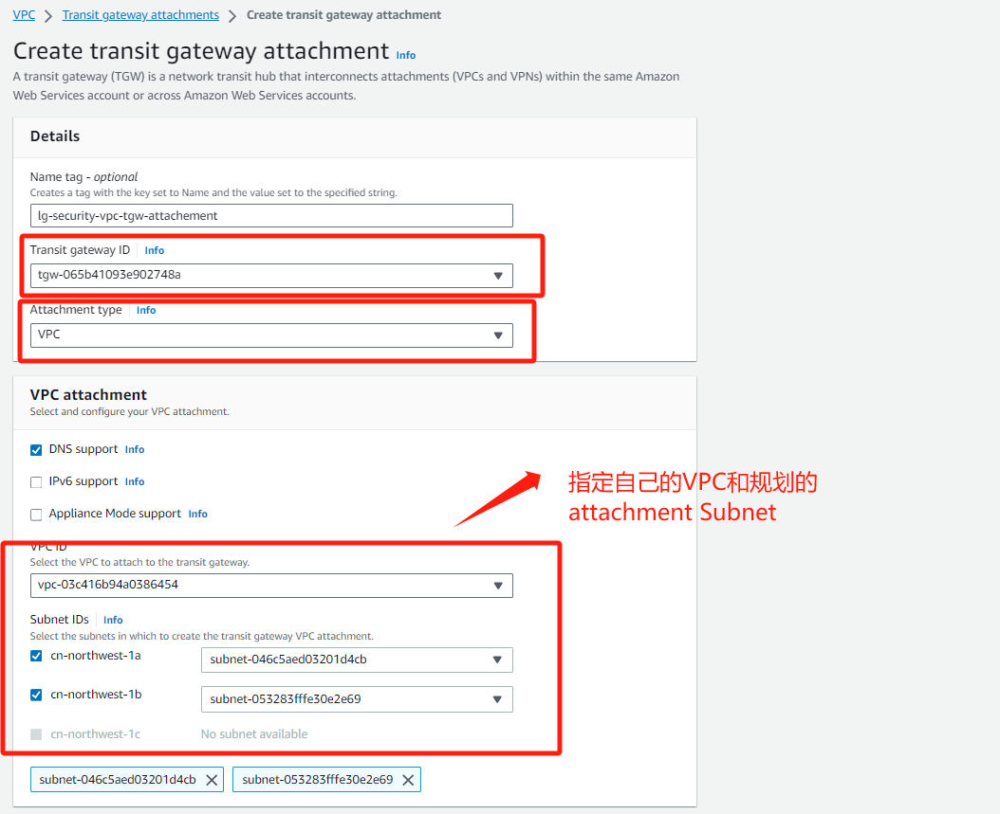 VPC > Transit gateway attachments > Create transit gateway attachment
Create transit gateway attachment Info
A transit gateway (TGW) is a network transit hub that interconnects attachments (VPCs and VPNs) within the same Amazon
Web Services account or across Amazon Web Services accounts.
Details
Name tag - optional
Creates a tag with the key set to Name and the value set to the specified string.
lg-security-vpc-tgw-attachement
Transit gateway ID Info
tgw-065b41093e902748a
Attachment type Info
VPC
VPC attachment
Select and configure your VPC attachment.
DNS support Info
IPv6 support Info
Appliance Mode support Info
指定自己的VPC和规划的
attachment Subnet
VPC ID
Select the VPC to attach to the transit gateway.
vpc-03c416b94a0386454
Subnet IDs Info
Select the subnets in which to create the transit gateway VPC attachment.
cn-northwest-1a subnet-046c5aed03201d4cb
cn-northwest-1b subnet-053283fffe30e2e69
cn-northwest-1c No subnet available
subnet-046c5aed03201d4cb subnet-053283fffe30e2e69